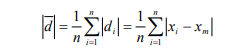 |d̅| = 1/n ∑_{i=1}^{n} |d_i| = 1/n ∑_{i=1}^{n} |x_i − x_m|